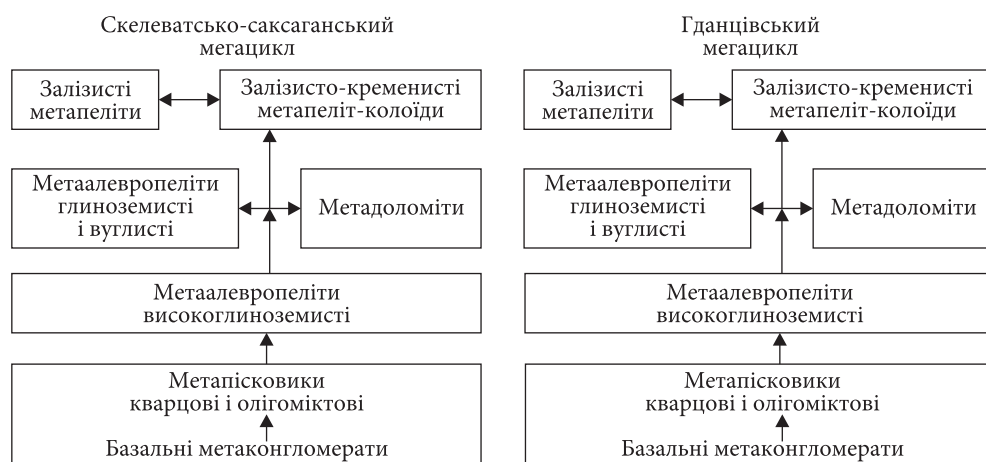 Скелеватсько-саксаганський
мегацикл
Залізисті
метапеліти
Залізисто-кременисті
метапеліт-колоїди
Метаалевропеліти
глиноземисті
і вуглисті
Метадоломіти
Метаалевропеліти
високоглиноземисті
Метапісковики
кварцові і олігоміктові
Базальні метаконгломерати
Гданцівський
мегацикл
Залізисті
метапеліти
Залізисто-кременисті
метапеліт-колоїди
Метаалевропеліти
глиноземисті
і вуглисті
Метадоломіти
Метаалевропеліти
високоглиноземисті
Метапісковики
кварцові і олігоміктові
Базальні метаконгломерати